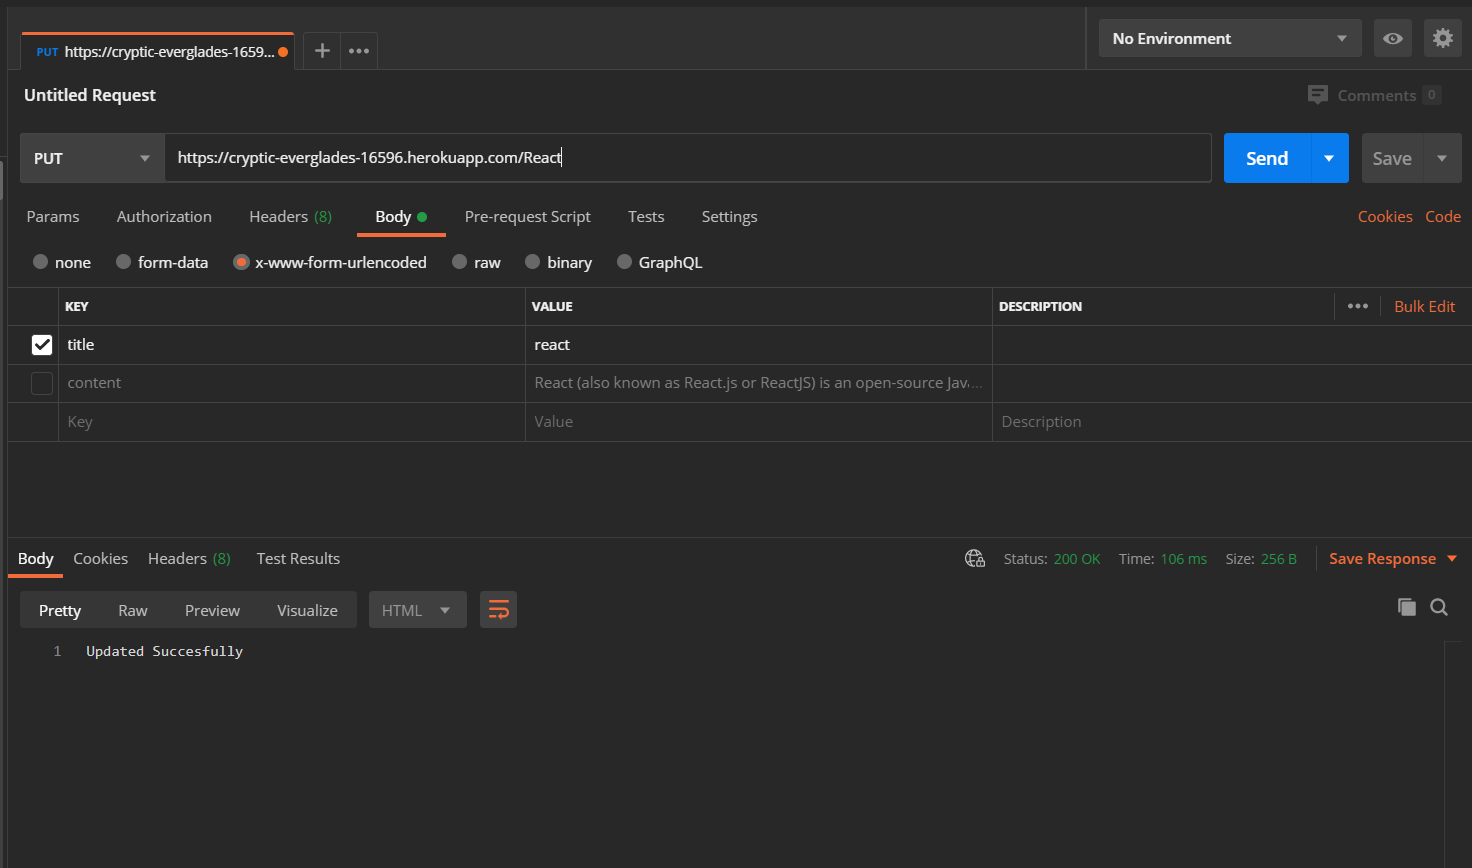 PUT https://cryptic-everglades-1659...
No Environment
Untitled Request
Comments 0
PUT https://cryptic-everglades-16596.herokuapp.com/React Send Save
Params Authorization Headers (8) Body Pre-request Script Tests Settings Cookies Code
none form-data x-www-form-urlencoded raw binary GraphQL
KEY VALUE DESCRIPTION Bulk Edit
title react
content React (also known as React.js or ReactJS) is an open-source Jav...
Key Value Description
Body Cookies Headers (8) Test Results Status: 200 OK Time: 106 ms Size: 256 B Save Response
Pretty Raw Preview Visualize HTML
1 Updated Succesfully